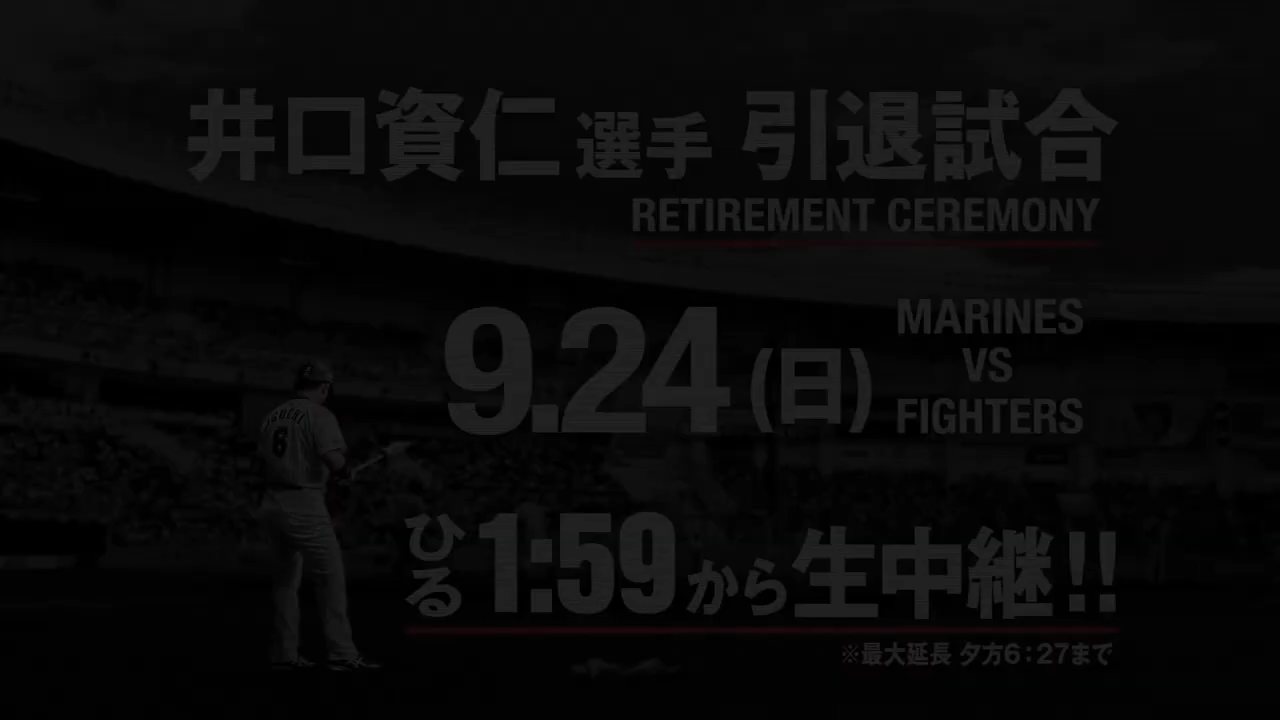 井口資仁選手 引退試合
RETIREMENT CEREMONY
9.24(日)
MARINES
VS
FIGHTERS
IGUCHI
6
ひる1:59から生中継!!
※最大延長 夕方6:27まで